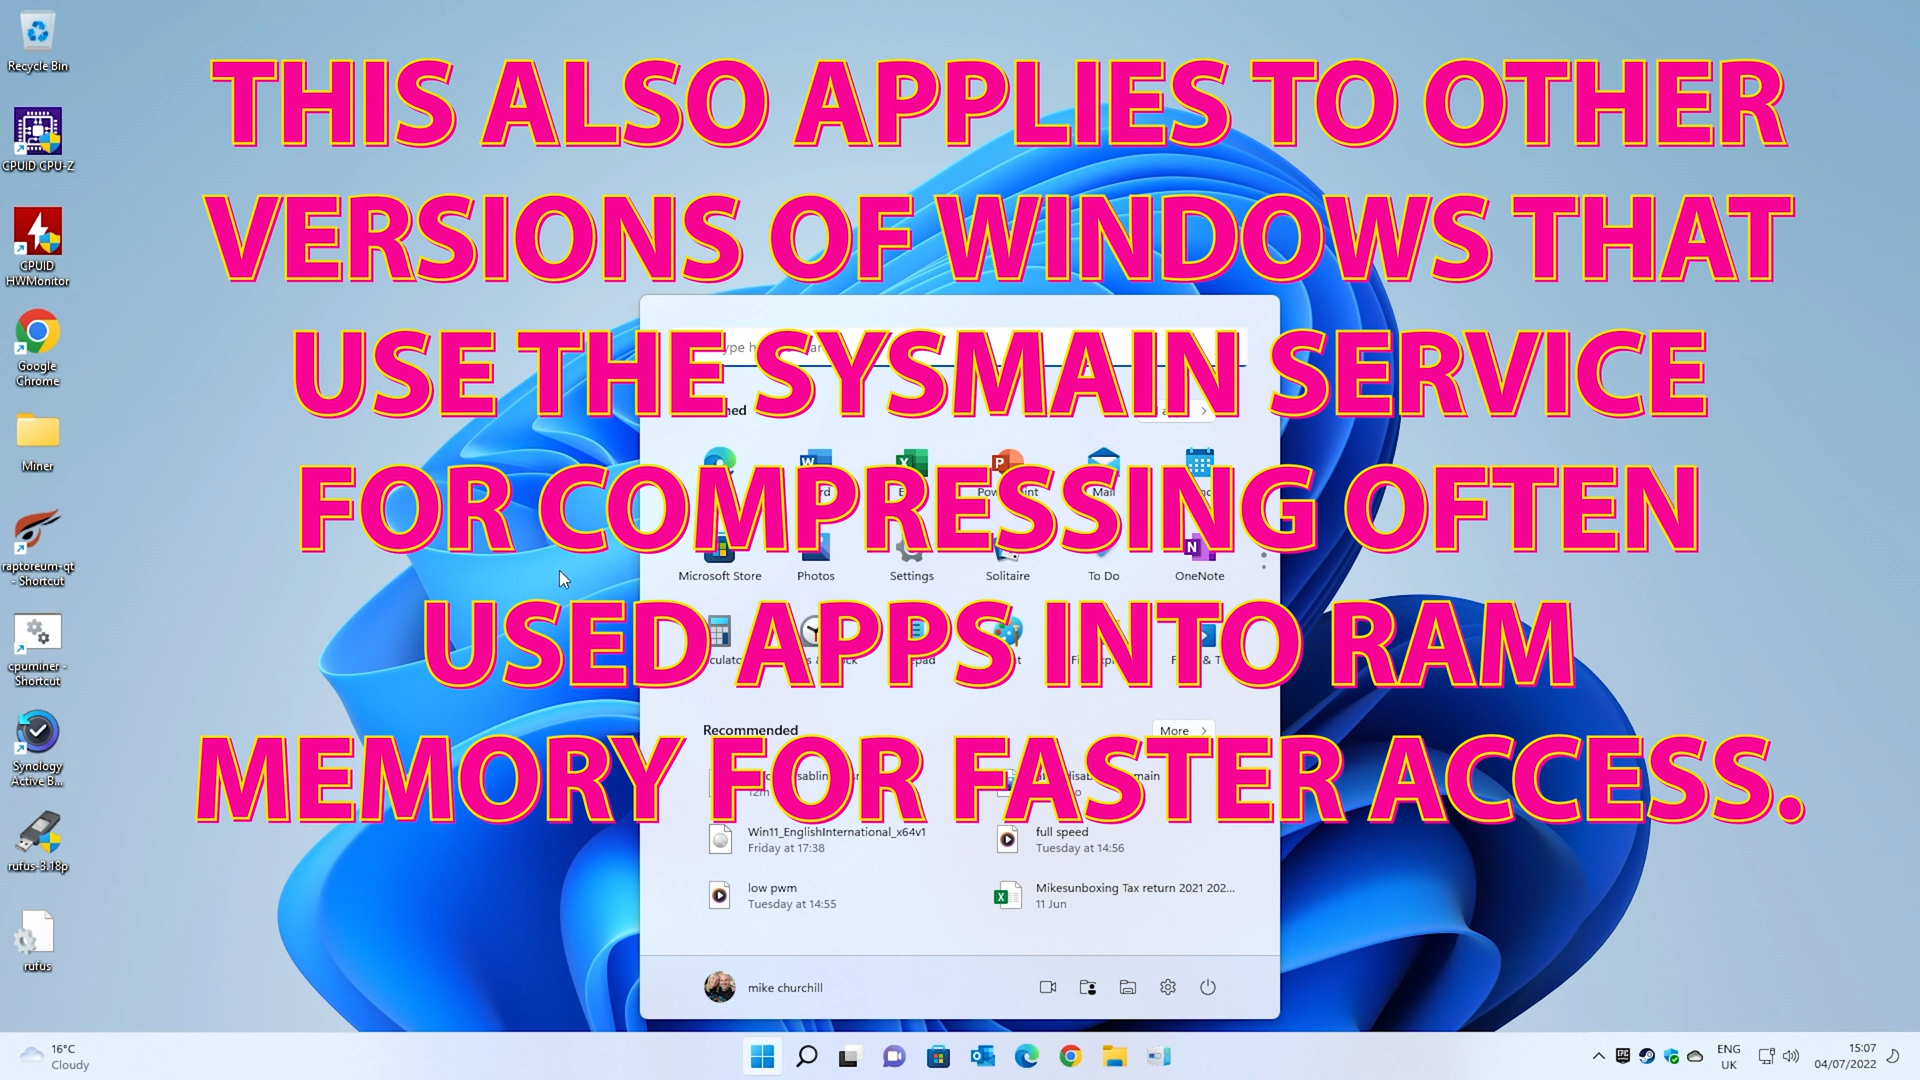 THIS ALSO APPLIES TO OTHER
VERSIONS OF WINDOWS THAT
USE THE SYSMAIN SERVICE
FOR COMPRESSING OFTEN
USED APPS INTO RAM
MEMORY FOR FASTER ACCESS.
Recycle Bin
CPUID CPU-Z
CPUID
HWMonitor
Google
Chrome
Miner
raptoreum-qt
- Shortcut
cpuminer -
Shortcut
Synology
Active B...
rufus-3.18p
rufus
Mail
Microsoft Store
Photos
Settings
Solitaire
To Do
OneNote
Recommended
More
Win11_EnglishInternational_x64v1
Friday at 17:38
full speed
Tuesday at 14:56
low pwm
Tuesday at 14:55
Mikesunboxing Tax return 2021 202...
11 Jun
mike churchill
16°C
Cloudy
ENG
UK
15:07
04/07/2022